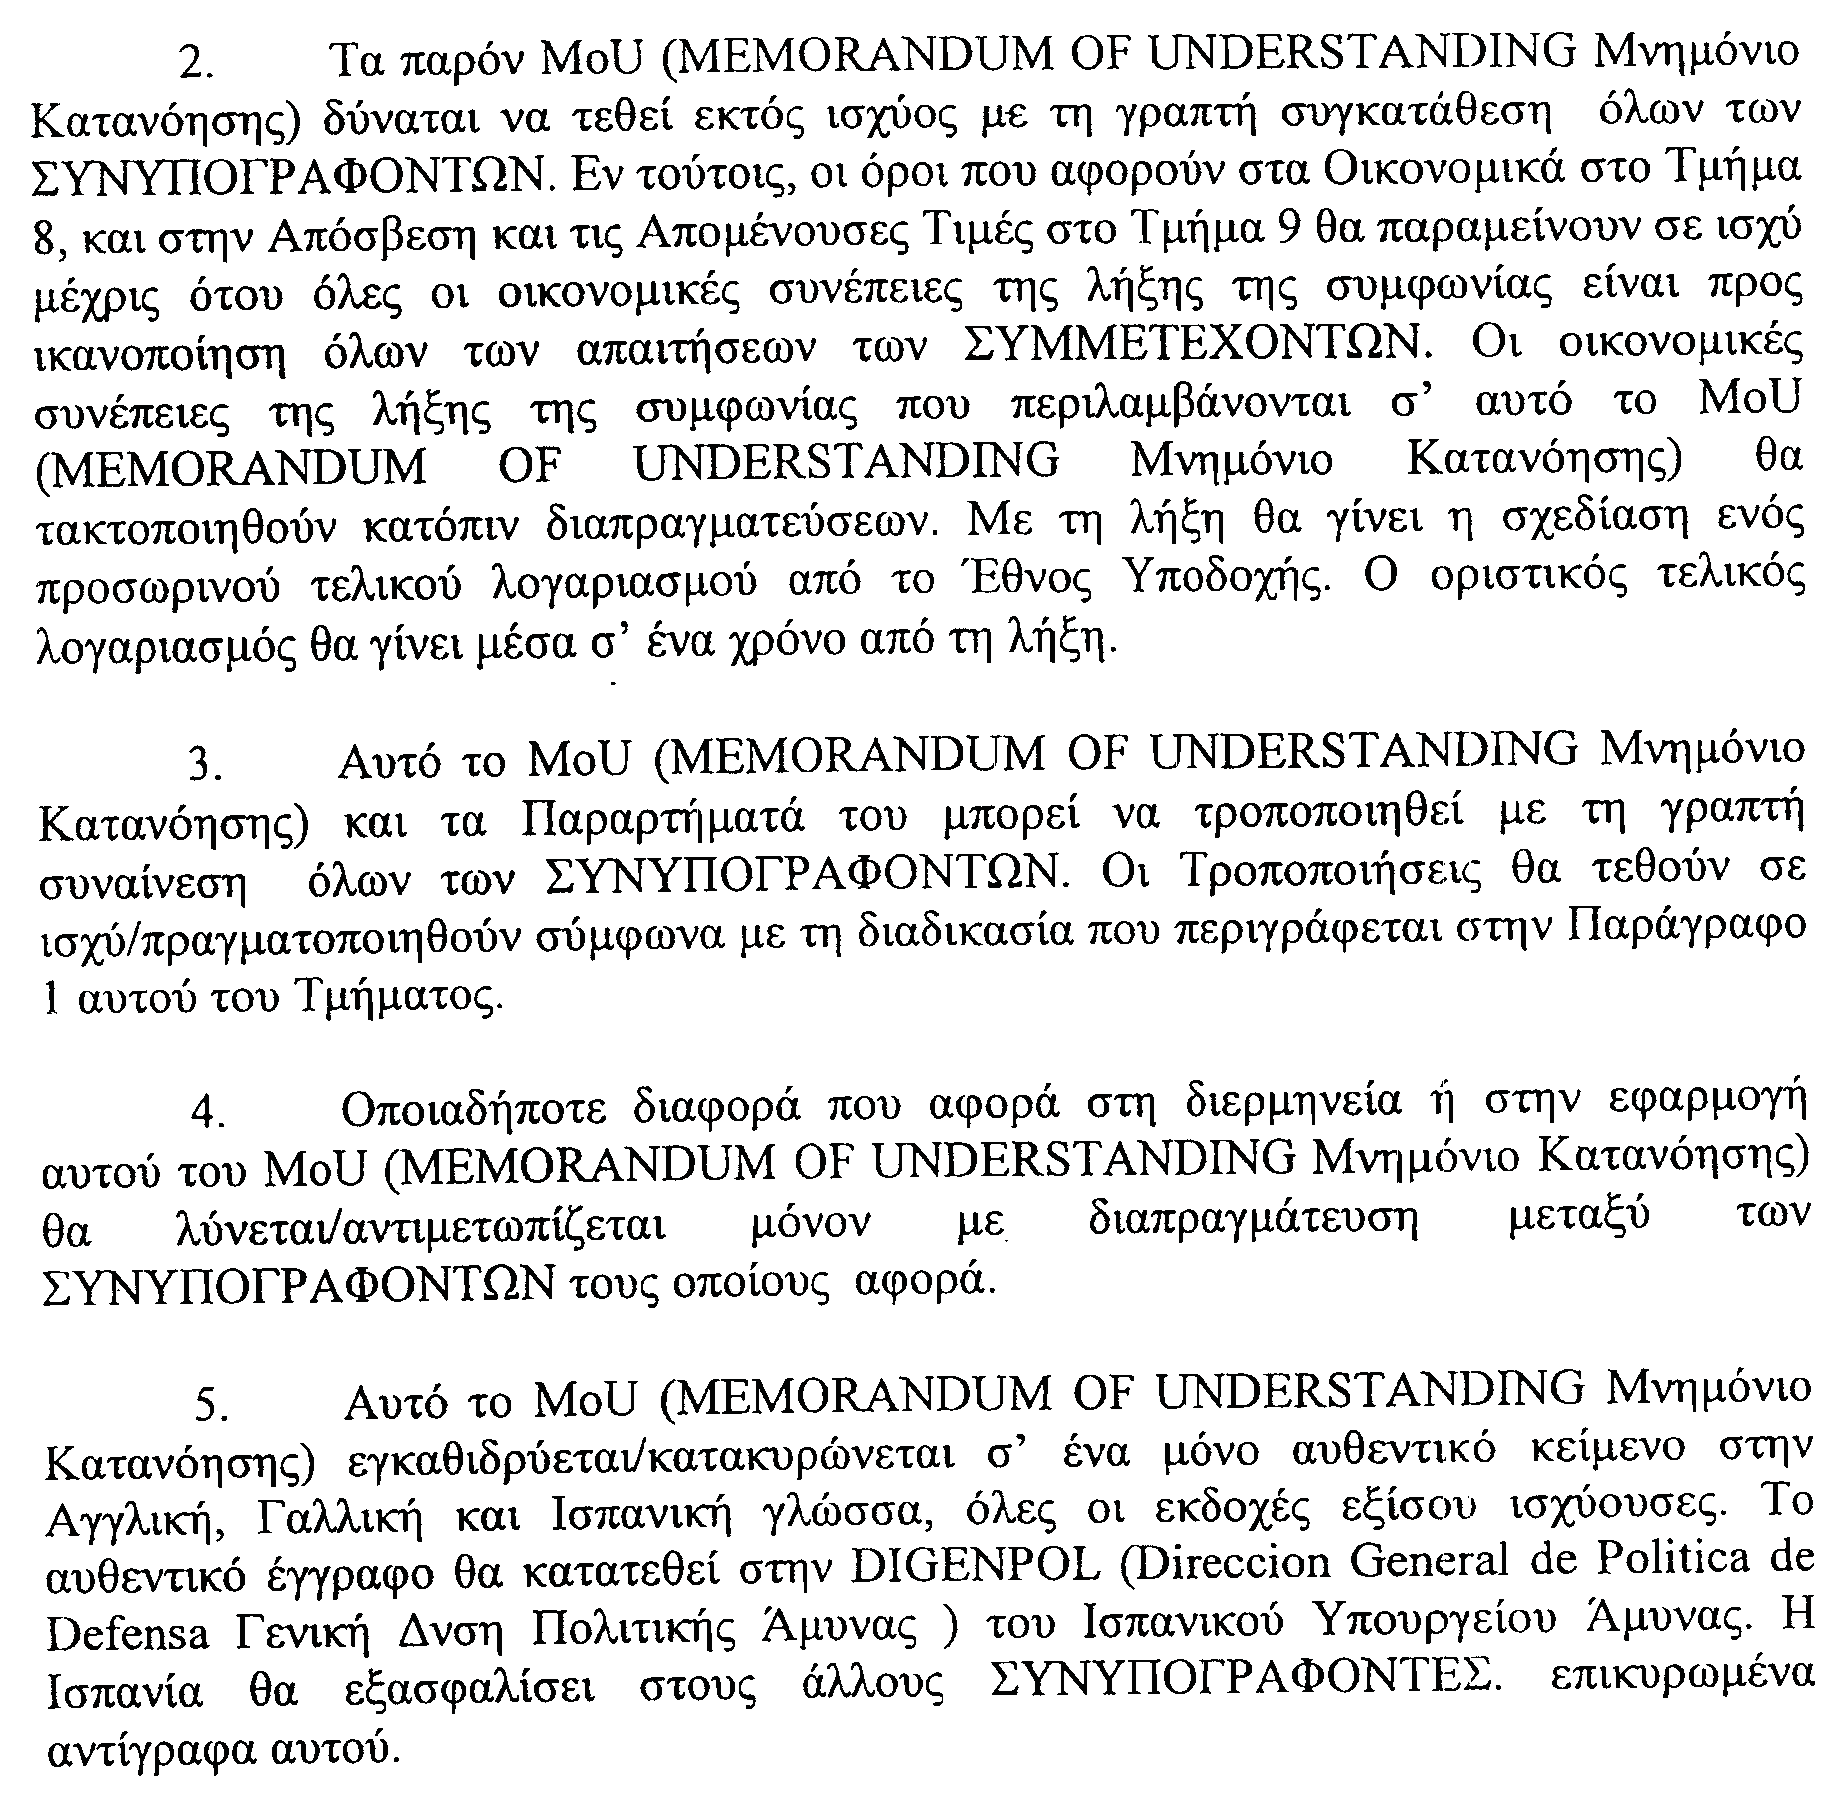 2. Τα παρόν MoU (MEMORANDUM OF UNDERSTANDING Μνημόνιο
Κατανόησης) δύναται να τεθεί εκτός ισχύος με τη γραπτή συγκατάθεση όλων των
ΣΥΝΥΠΟΓΡΑΦΟΝΤΩΝ. Εν τούτοις, οι όροι που αφορούν στα Οικονομικά στο Τμήμα
8, και στην Απόσβεση και τις Απομένουσες Τιμές στο Τμήμα 9 θα παραμείνουν σε ισχύ
μέχρις ότου όλες οι οικονομικές συνέπειες της λήξης της συμφωνίας είναι προς
ικανοποίηση όλων των απαιτήσεων των ΣΥΜΜΕΤΕΧΟΝΤΩΝ. Οι οικονομικές
συνέπειες της λήξης της συμφωνίας που περιλαμβάνονται σ’ αυτό το MoU
(MEMORANDUM OF UNDERSTANDING Μνημόνιο Κατανόησης) θα
τακτοποιηθούν κατόπιν διαπραγματεύσεων. Με τη λήξη θα γίνει η σχεδίαση ενός
προσωρινού τελικού λογαριασμού από το Έθνος Υποδοχής. Ο οριστικός τελικός
λογαριασμός θα γίνει μέσα σ’ ένα χρόνο από τη λήξη.
3. Αυτό το MoU (MEMORANDUM OF UNDERSTANDING Μνημόνιο
Κατανόησης) και τα Παραρτήματά του μπορεί να τροποποιηθεί με τη γραπτή
συναίνεση όλων των ΣΥΝΥΠΟΓΡΑΦΟΝΤΩΝ. Οι Τροποποιήσεις θα τεθούν σε
ισχύ/πραγματοποιηθούν σύμφωνα με τη διαδικασία που περιγράφεται στην Παράγραφο
1 αυτού του Τμήματος.
4. Οποιαδήποτε διαφορά που αφορά στη διερμηνεία ή στην εφαρμογή
αυτού του MoU (MEMORANDUM OF UNDERSTANDING Μνημόνιο Κατανόησης)
θα λύνεται/αντιμετωπίζεται μόνον με διαπραγμάτευση μεταξύ των
ΣΥΝΥΠΟΓΡΑΦΟΝΤΩΝ τους οποίους αφορά.
5. Αυτό το MoU (MEMORANDUM OF UNDERSTANDING Μνημόνιο
Κατανόησης) εγκαθιδρύεται/κατακυρώνεται σ’ ένα μόνο αυθεντικό κείμενο στην
Αγγλική, Γαλλική και Ισπανική γλώσσα, όλες οι εκδοχές εξίσου ισχύουσες. Το
αυθεντικό έγγραφο θα κατατεθεί στην DIGENPOL (Direccion General de Politica de
Defensa Γενική Δνση Πολιτικής Άμυνας ) του Ισπανικού Υπουργείου Άμυνας. Η
Ισπανία θα εξασφαλίσει στους άλλους ΣΥΝΥΠΟΓΡΑΦΟΝΤΕΣ. επικυρωμένα
αντίγραφα αυτού.